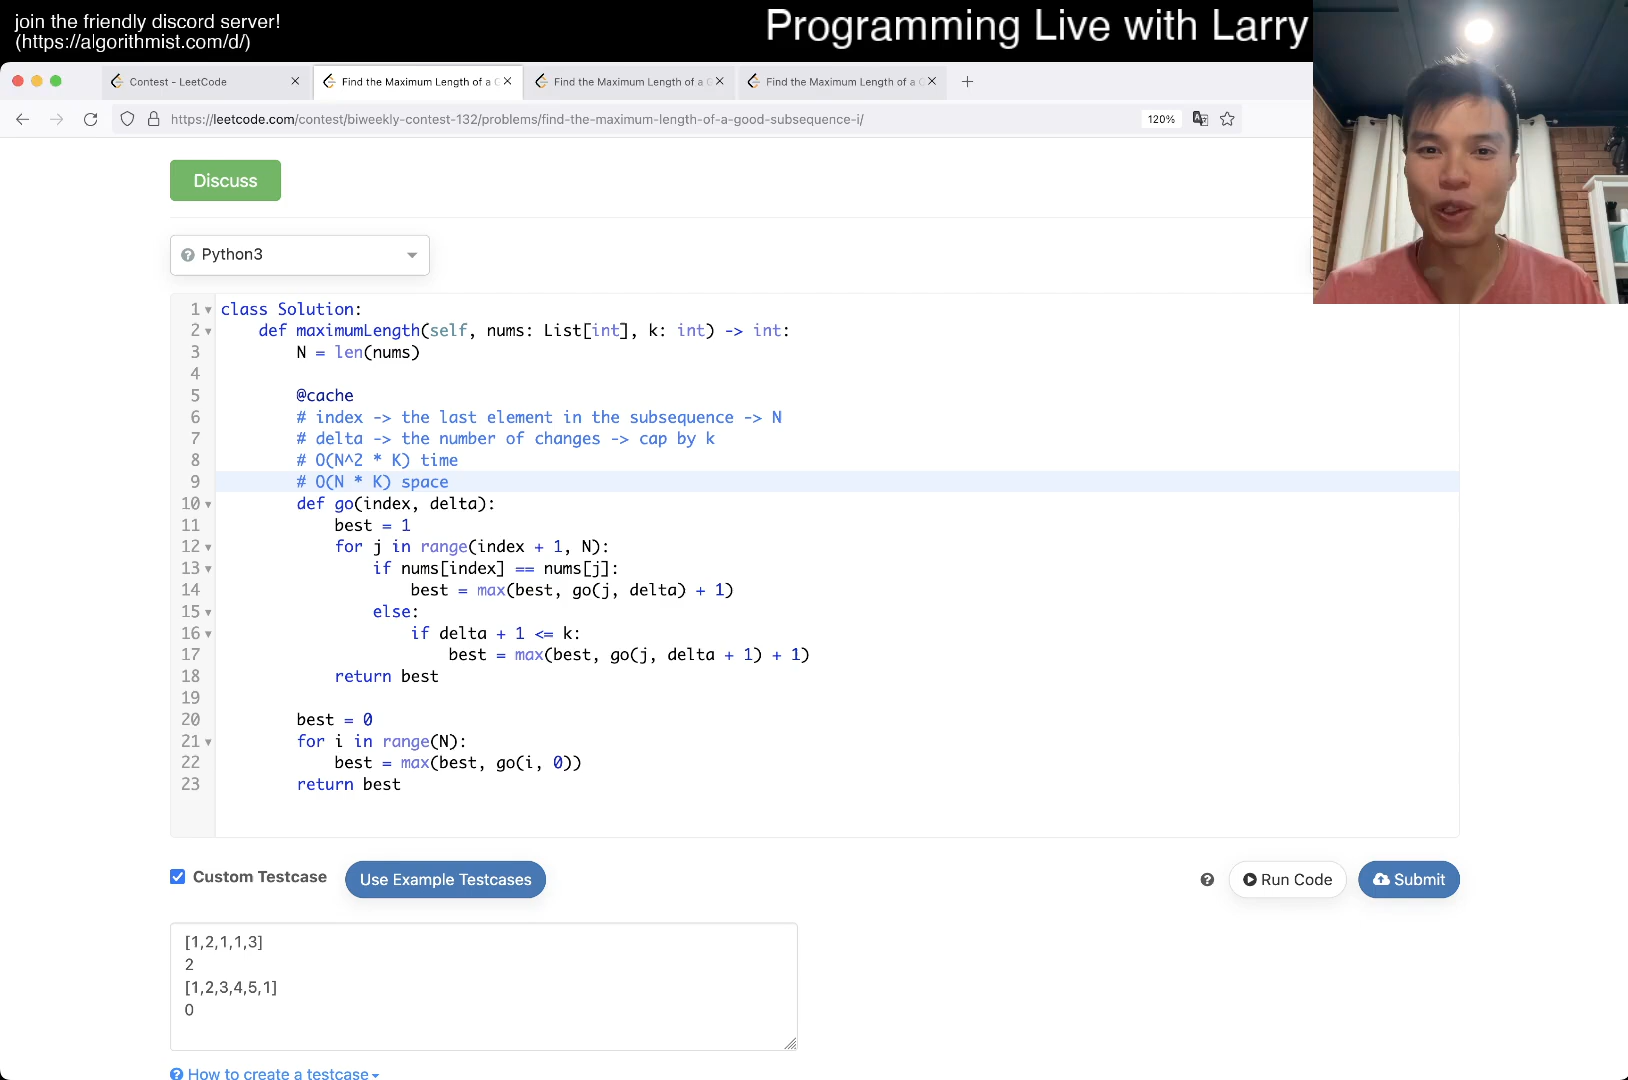 join the friendly discord server!
(https://algorithmist.com/d/)
Programming Live with Larry
Contest - LeetCode
Find the Maximum Length of a G
Find the Maximum Length of a G
Find the Maximum Length of a G
https://leetcode.com/contest/biweekly-contest-132/problems/find-the-maximum-length-of-a-good-subsequence-i/
120%
Discuss
Python3
1 class Solution:
2     def maximumLength(self, nums: List[int], k: int) -> int:
3         N = len(nums)
4
5         @cache
6         # index -> the last element in the subsequence -> N
7         # delta -> the number of changes -> cap by k
8         # O(N^2 * K) time
9         # O(N * K) space
10         def go(index, delta):
11             best = 1
12             for j in range(index + 1, N):
13                 if nums[index] == nums[j]:
14                     best = max(best, go(j, delta) + 1)
15                 else:
16                     if delta + 1 <= k:
17                         best = max(best, go(j, delta + 1) + 1)
18             return best
19
20         best = 0
21         for i in range(N):
22             best = max(best, go(i, 0))
23         return best
Custom Testcase
Use Example Testcases
Run Code
Submit
[1,2,1,1,3]
2
[1,2,3,4,5,1]
0
How to create a testcase